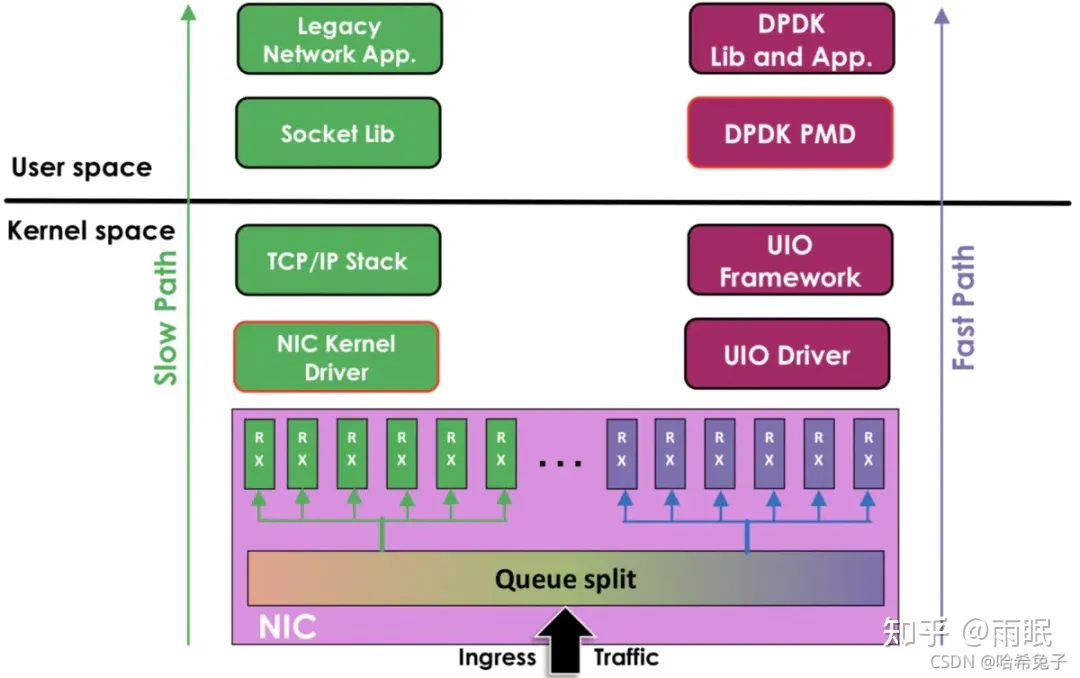 Legacy
Network App.
DPDK
Lib and App.
Socket Lib
DPDK PMD
User space
Kernel space
TCP/IP Stack
UIO
Framework
Slow Path
Fast Path
NIC Kernel
Driver
UIO Driver
R R R R R R R R R R R R
X X X X X X ... X X X X X X
Queue split
NIC
Ingress Traffic
知乎 @雨眠
CSDN @哈希兔子